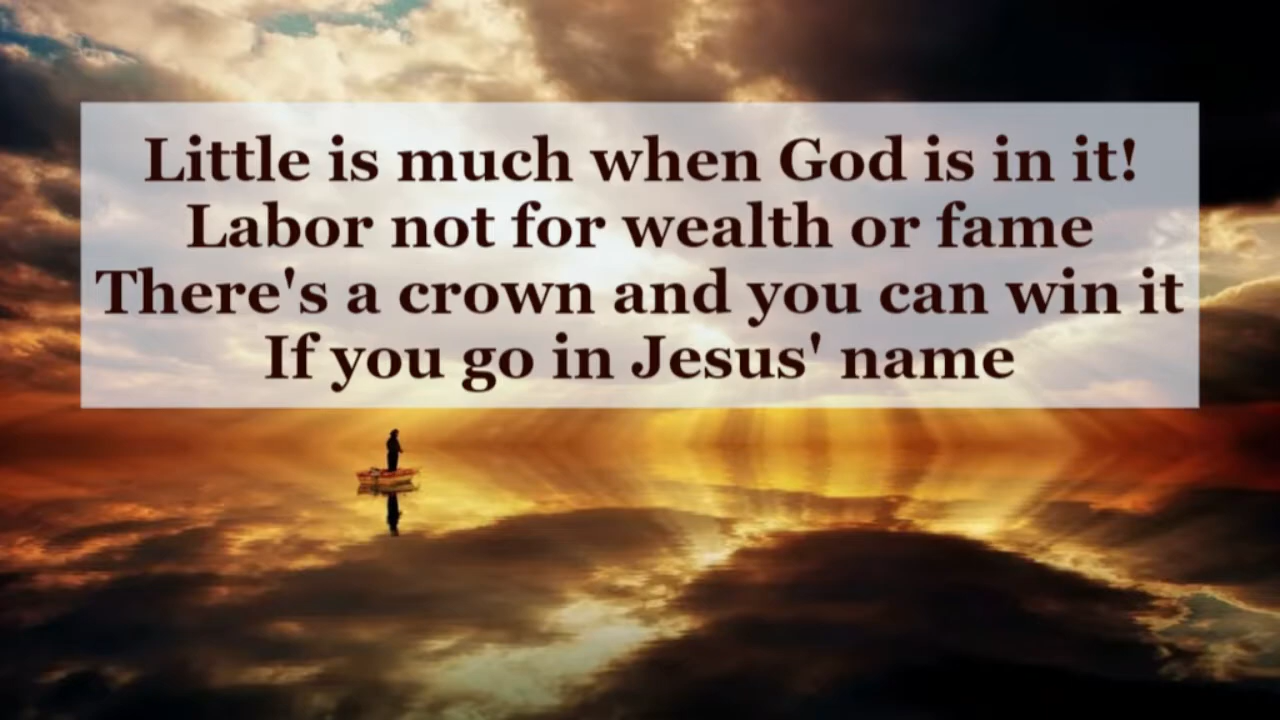 Little is much when God is in it!
Labor not for wealth or fame
There's a crown and you can win it
If you go in Jesus' name